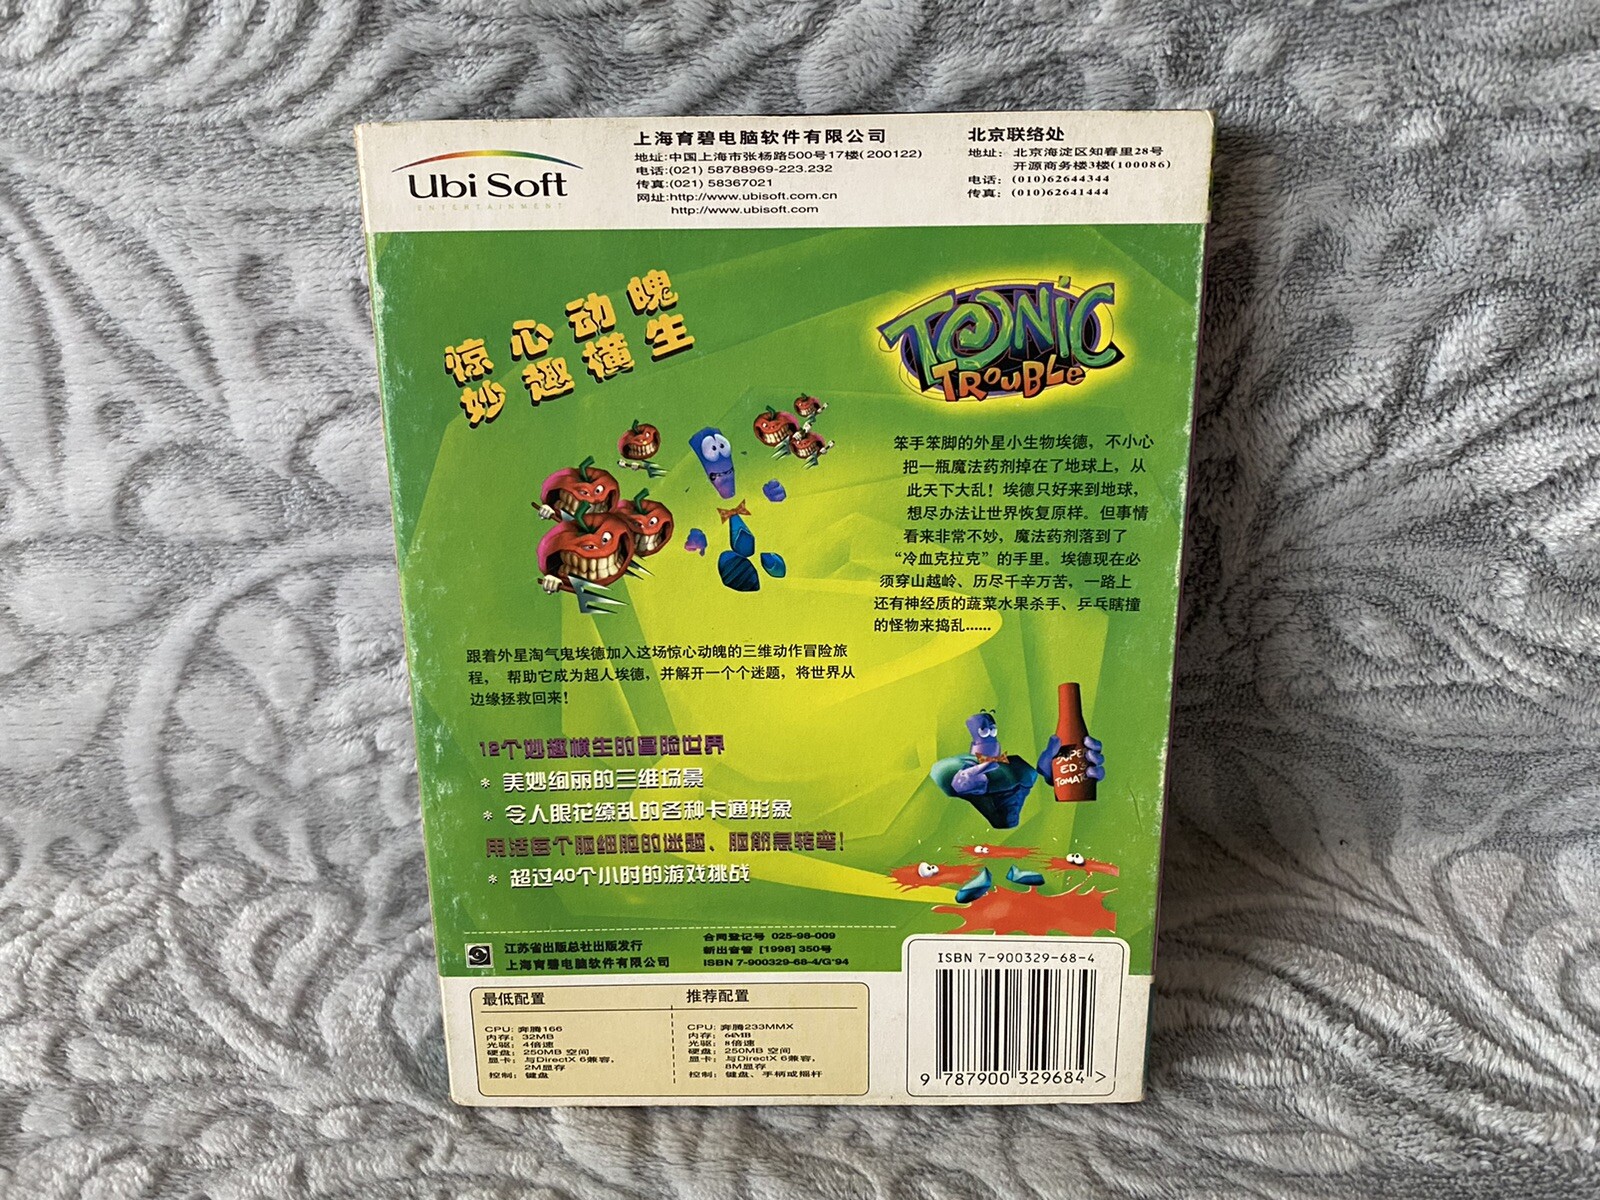 Ubi Soft
ENTERTAINMENT
上海育碧电脑软件有限公司
地址:中国上海市张杨路500号17楼(200122)
电话:(021) 58788969-223.232
传真:(021) 58367021
网址:http://www.ubisoft.com.cn
http://www.ubisoft.com
北京联络处
地址: 北京海淀区知春里28号
开源商务楼3楼(100086)
电话: (010)62644344
传真: (010)62641444
惊心动魄
妙趣横生
TONIC
TROUBLE
笨手笨脚的外星小生物埃德，不小心
把一瓶魔法药剂掉在了地球上，从
此天下大乱！埃德只好来到地球，
想尽办法让世界恢复原样。但事情
看来非常不妙，魔法药剂落到了
“冷血克拉克”的手里。埃德现在必
须穿山越岭、历尽千辛万苦，一路上
还有神经质的蔬菜水果杀手、乒乓瞎撞
的怪物来捣乱......
跟着外星淘气鬼埃德加入这场惊心动魄的三维动作冒险旅
程， 帮助它成为超人埃德，并解开一个个迷题，将世界从
边缘拯救回来！
12个妙趣横生的冒险世界
* 美妙绚丽的三维场景
* 令人眼花缭乱的各种卡通形象
用活每个脑细胞的迷题、脑筋急转弯！
* 超过40个小时的游戏挑战
SUPER
ED'S
TOMATO
江苏省出版总社出版发行
上海育碧电脑软件有限公司
合同登记号 025-98-009
新出音管 [1998] 350号
ISBN 7-900329-68-4/G·94
ISBN 7-900329-68-4
9 787900 329684 >
最低配置
CPU: 奔腾166
内存: 32MB
光驱: 4倍速
硬盘: 250MB 空间
显卡: 与DirectX 6兼容，
2M显存
控制: 键盘
推荐配置
CPU: 奔腾233MMX
内存: 64MB
光驱: 8倍速
硬盘: 250MB 空间
显卡: 与DirectX 6兼容，
8M显存
控制: 键盘、手柄或摇杆